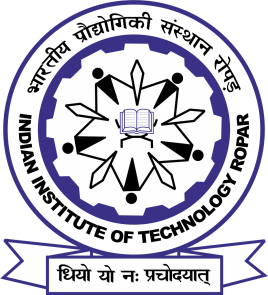 भारतीय प्रौद्योगिकी संस्थान रोपड़
INDIAN INSTITUTE OF TECHNOLOGY ROPAR
धियो यो नः प्रचोदयात्